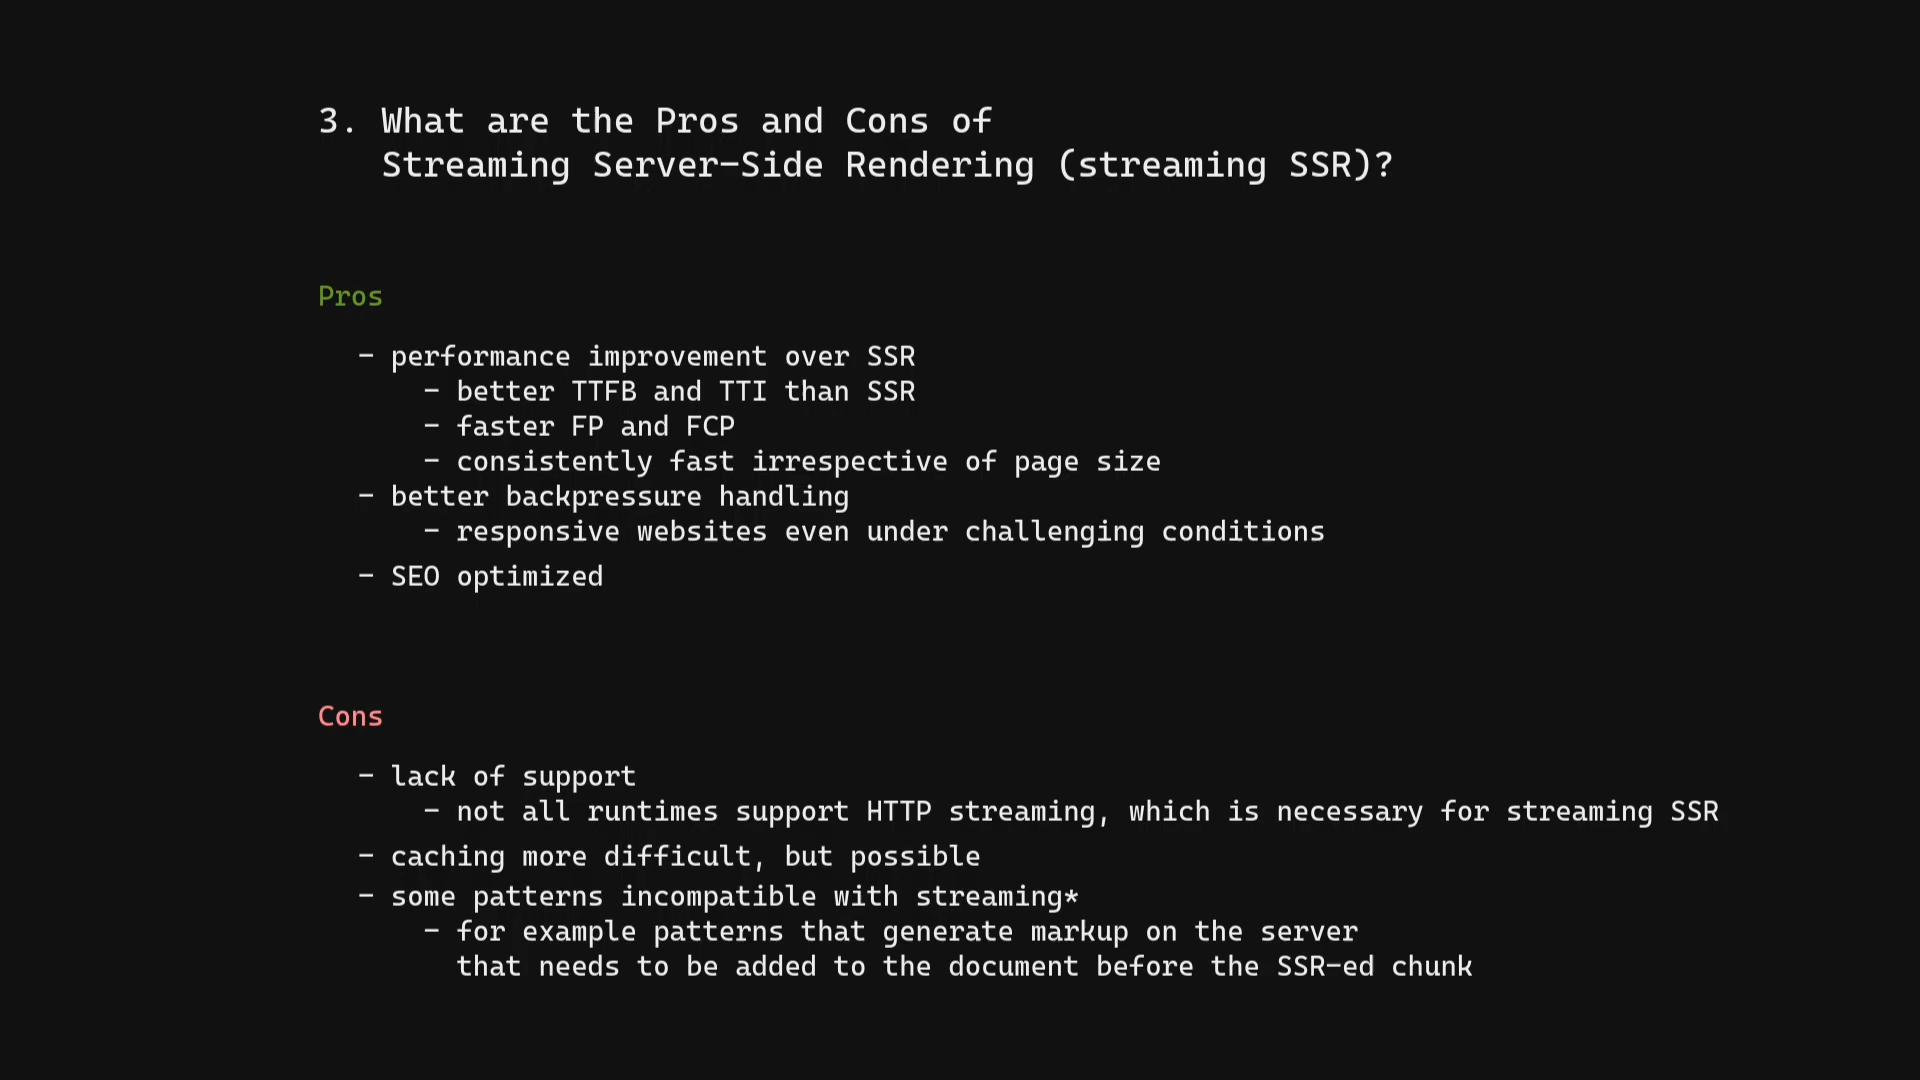 3. What are the Pros and Cons of
Streaming Server-Side Rendering (streaming SSR)?
Pros
- performance improvement over SSR
- better TTFB and TTI than SSR
- faster FP and FCP
- consistently fast irrespective of page size
- better backpressure handling
- responsive websites even under challenging conditions
- SEO optimized
Cons
- lack of support
- not all runtimes support HTTP streaming, which is necessary for streaming SSR
- caching more difficult, but possible
- some patterns incompatible with streaming*
- for example patterns that generate markup on the server
that needs to be added to the document before the SSR-ed chunk